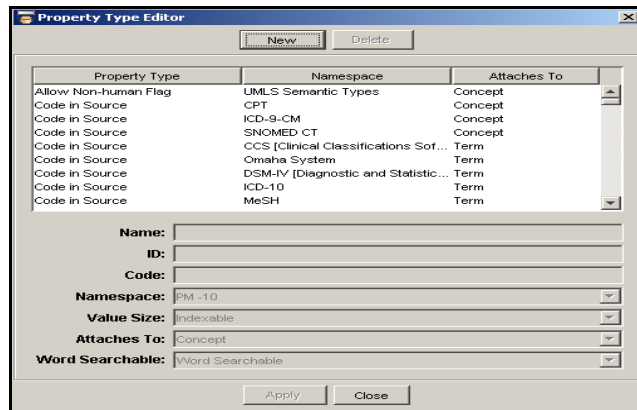 Property Type Editor
New Delete
Property Type Namespace Attaches To
Allow Non-human Flag UMLS Semantic Types Concept
Code in Source CPT Concept
Code in Source ICD-9-CM Concept
Code in Source SNOMED CT Concept
Code in Source CCS [Clinical Classifications Sof... Term
Code in Source Omaha System Term
Code in Source DSM-IV [Diagnostic and Statistic... Term
Code in Source ICD-10 Term
Code in Source MeSH Term
Name:
ID:
Code:
Namespace: PM -10
Value Size: Indexable
Attaches To: Concept
Word Searchable: Word Searchable
Apply Close